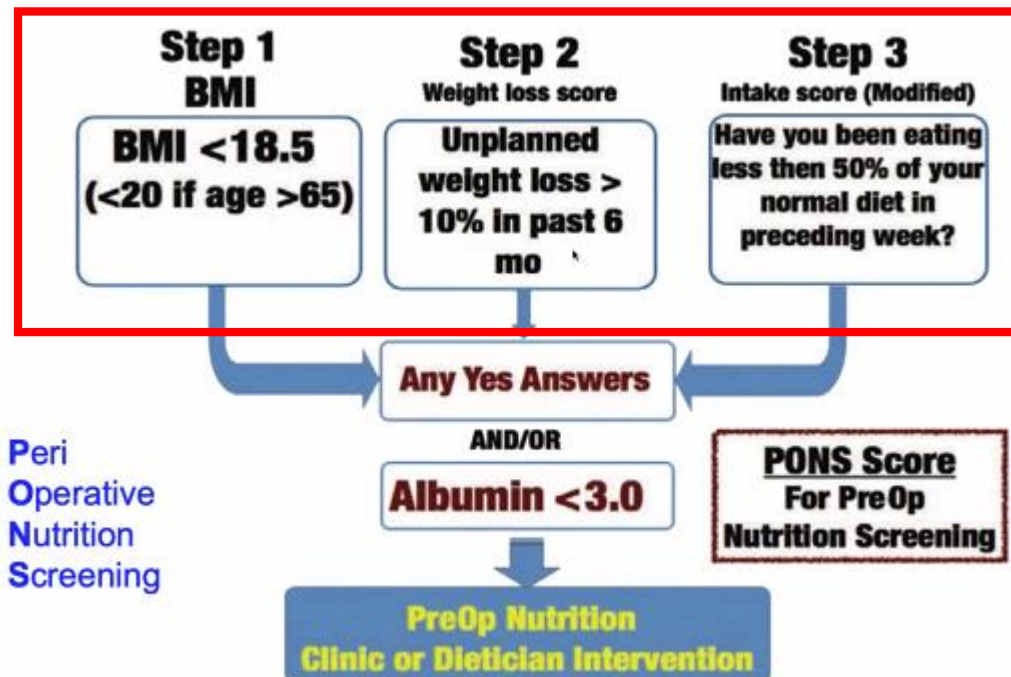 Step 1
BMI
BMI <18.5
(<20 if age >65)
Step 2
Weight loss score
Unplanned
weight loss >
10% in past 6
mo
Step 3
Intake score (Modified)
Have you been eating
less then 50% of your
normal diet in
preceding week?
Any Yes Answers
AND/OR
Albumin <3.0
Peri
Operative
Nutrition
Screening
PONS Score
For PreOp
Nutrition Screening
PreOp Nutrition
Clinic or Dietician Intervention